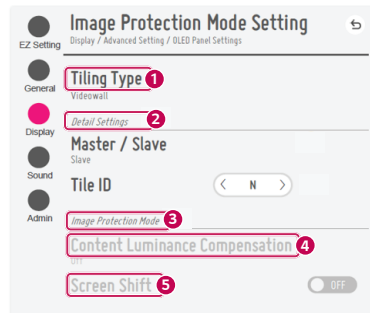 Image Protection Mode Setting
Display / Advanced Setting / OLED Panel Settings
EZ Setting
General
Display
Sound
Admin
Tiling Type 1
Videowall
Detail Settings 2
Master / Slave
Slave
Tile ID < N >
Image Protection Mode 3
Content Luminance Compensation 4
Off
Screen Shift 5 OFF